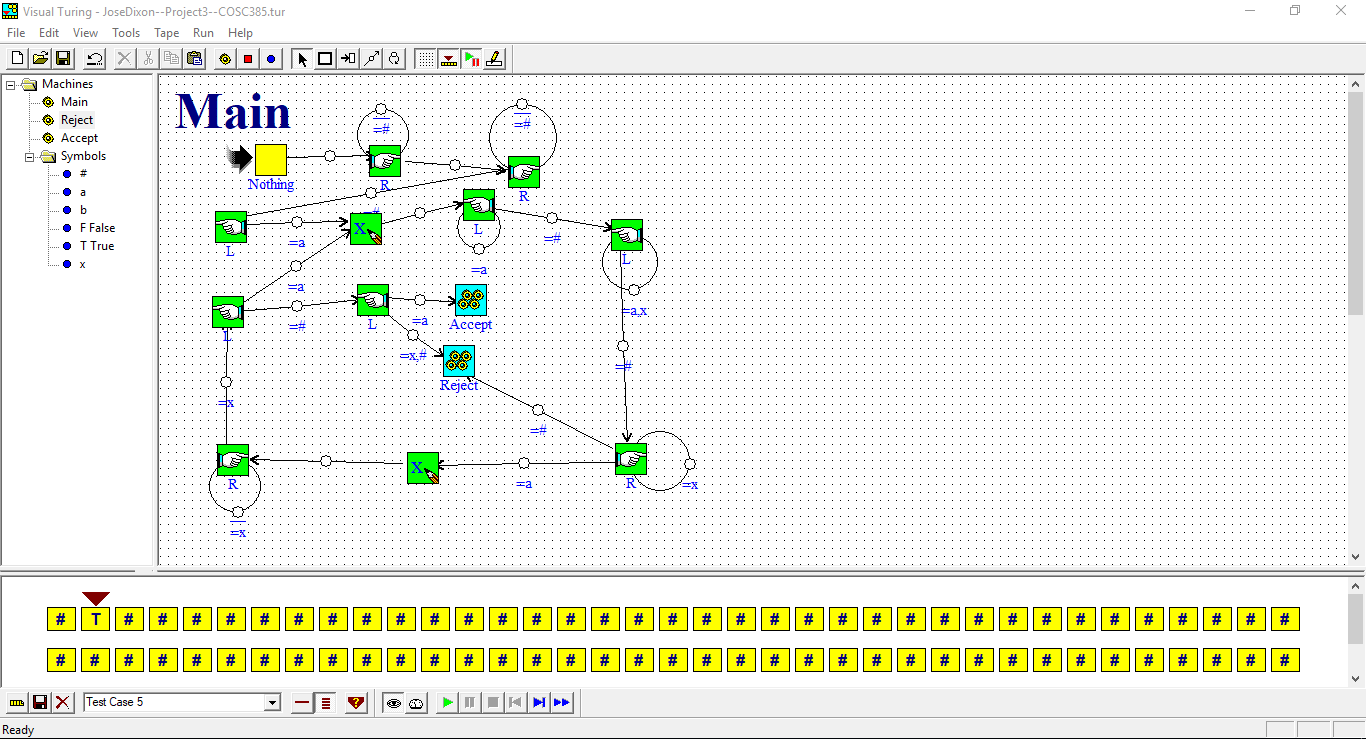 Visual Turing - JoseDixon--Project3--COSC385.tur
File Edit View Tools Tape Run Help
Machines
Main
Reject
Accept
Symbols
#
a
b
F False
T True
x
Main
=#
=#
Nothing
R
R
=#
L
=a
X
L
=#
L
=a
=a
L
=#
L
=a
Accept
=a,x
=x,#
Reject
=#
=x
=#
R
X
=a
R
=x
=x
# T # # # # # # # # # # # # # # # # # # # # # # # # # # # # # # # # # # #
# # # # # # # # # # # # # # # # # # # # # # # # # # # # # # # # # # # # #
Test Case 5
Ready